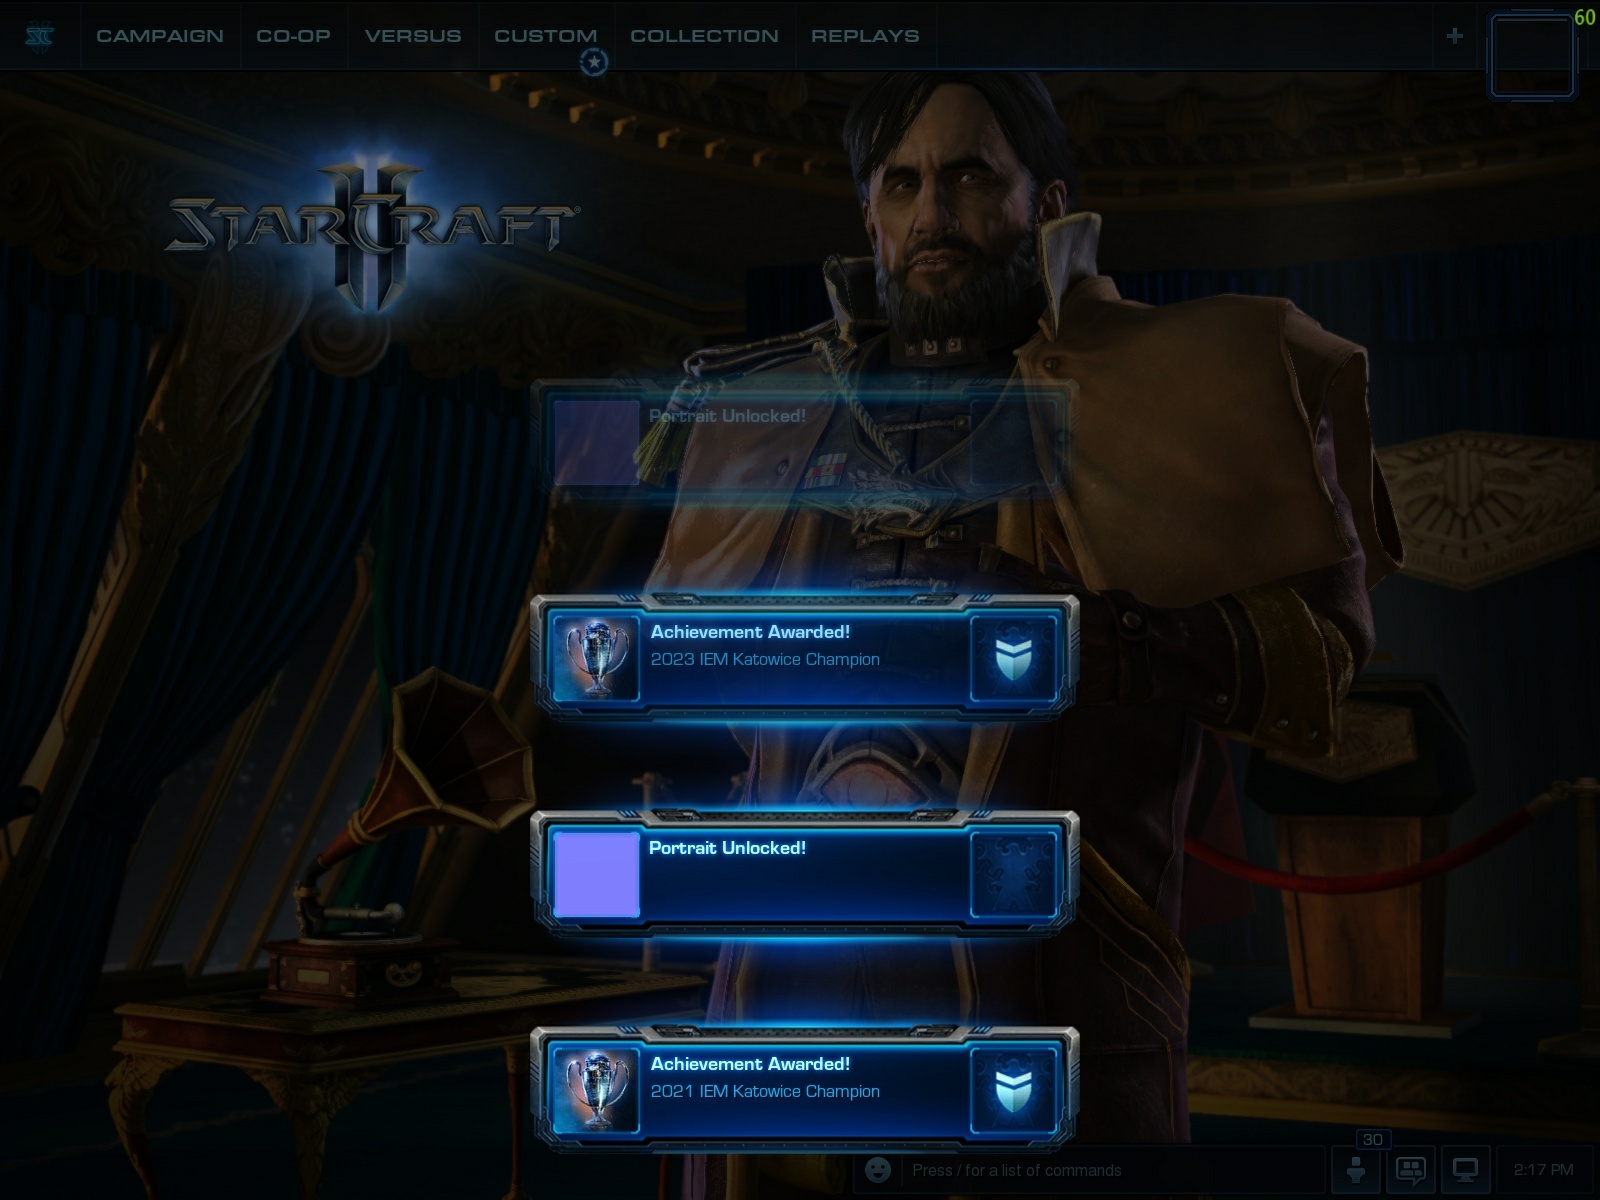 CAMPAIGN
CO-OP
VERSUS
CUSTOM
COLLECTION
REPLAYS
60
STARCRAFT
II
Portrait Unlocked!
Achievement Awarded!
2023 IEM Katowice Champion
Portrait Unlocked!
Achievement Awarded!
2021 IEM Katowice Champion
30
Press / for a list of commands
2:17 PM